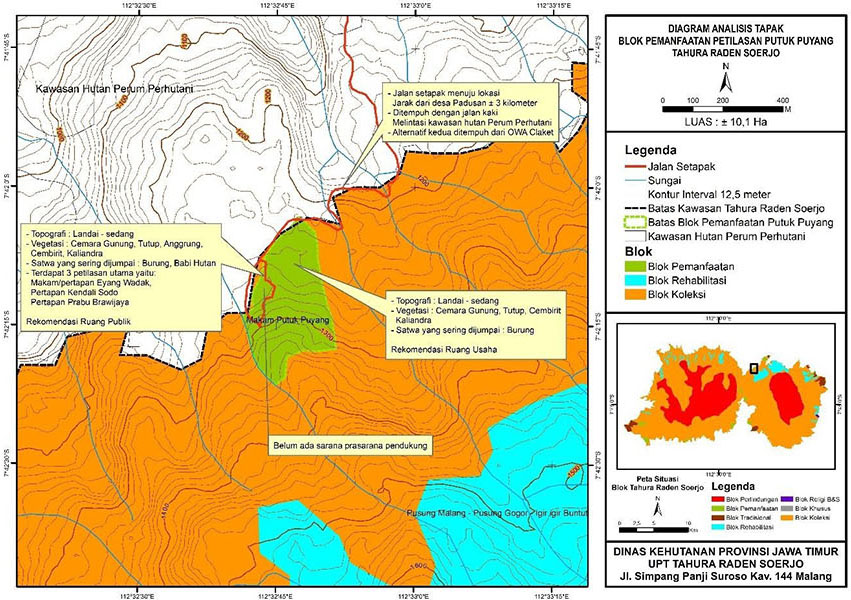 112°32'30"E
112°32'45"E
112°33'0"E
112°33'15"E
7°41'45"S
7°42'0"S
7°42'15"S
7°42'30"S
Kawasan Hutan Perum Perhutani
1100
1200
1200
1200
1300
1400
1500
1600
- Jalan setapak menuju lokasi
Jarak dari desa Padusan ± 3 kilometer
- Ditempuh dengan jalan kaki
Melintasi kawasan hutan Perum Perhutani
- Alternatif kedua ditempuh dari OWA Claket
- Topografi : Landai - sedang
- Vegetasi : Cemara Gunung, Tutup, Anggrung,
Cembirit, Kaliandra
- Satwa yang sering dijumpai : Burung, Babi Hutan
- Terdapat 3 petilasan utama yaitu:
Makam/pertapan Eyang Wadak,
Pertapan Kendali Sodo
Pertapan Prabu Brawijaya
Rekomendasi Ruang Publik
- Topografi : Landai - sedang
- Vegetasi : Cemara Gunung, Tutup, Cembirit
Kaliandra
- Satwa yang sering dijumpai : Burung
Rekomendasi Ruang Usaha
Makam Putuk Puyang
Belum ada sarana prasarana pendukung
Pusung Malang - Pusung Gogor
112°32'30"E
112°32'45"E
112°33'0"E
112°33'15"E
DIAGRAM ANALISIS TAPAK
BLOK PEMANFAATAN PETILASAN PUTUK PUYANG
TAHURA RADEN SOERJO
N
0 100 200 400
M
LUAS : ± 10,1 Ha
Legenda
Jalan Setapak
Sungai
Kontur Interval 12,5 meter
Batas Kawasan Tahura Raden Soerjo
Batas Blok Pemanfaatan Putuk Puyang
Kawasan Hutan Perum Perhutani
Blok
Blok Pemanfaatan
Blok Rehabilitasi
Blok Koleksi
Peta Situasi
Blok Tahura Raden Soerjo
N
0 2.5 5 10
Km
Legenda
Blok Perlindungan
Blok Pemanfaatan
Blok Tradisional
Blok Rehabilitasi
Blok Religi B&S
Blok Khusus
Blok Koleksi
DINAS KEHUTANAN PROVINSI JAWA TIMUR
UPT TAHURA RADEN SOERJO
Jl. Simpang Panji Suroso Kav. 144 Malang